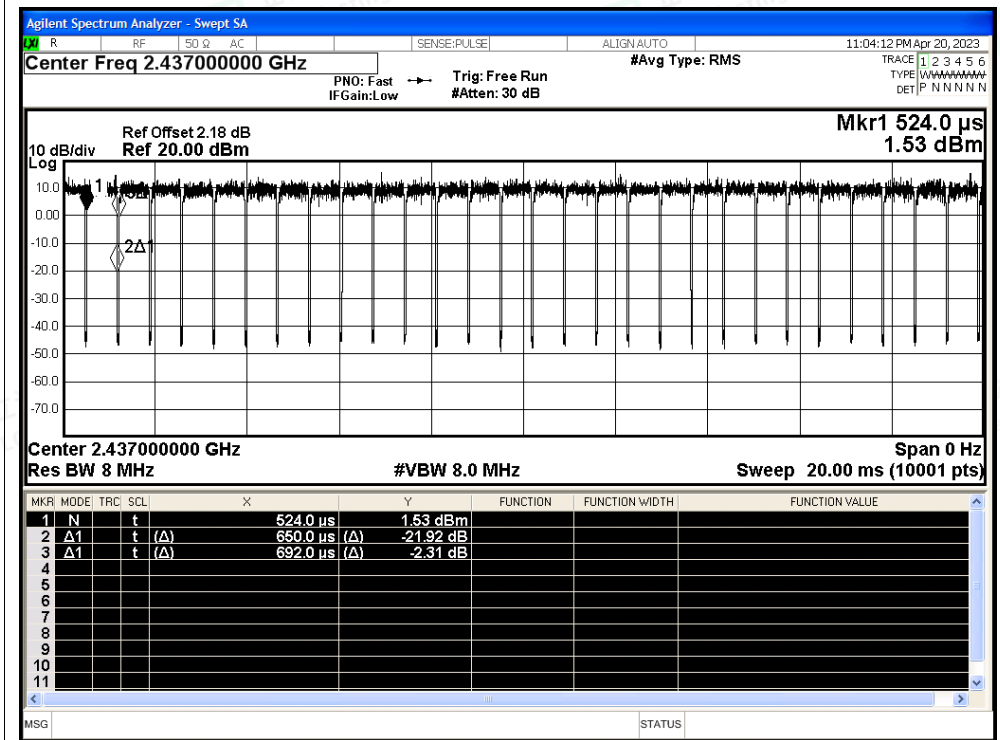 Agilent Spectrum Analyzer - Swept SA
LXI R RF 50 Ω AC SENSE:PULSE ALIGN AUTO 11:04:12 PM Apr 20, 2023
Center Freq 2.437000000 GHz #Avg Type: RMS TRACE 1 2 3 4 5 6
PNO: Fast Trig: Free Run TYPE WWWWWW
IFGain:Low #Atten: 30 dB DET P N N N N N
Mkr1 524.0 µs
Ref Offset 2.18 dB
10 dB/div Ref 20.00 dBm 1.53 dBm
Log
10.0
1
3Δ1
0.00
-10.0
2Δ1
-20.0
-30.0
-40.0
-50.0
-60.0
-70.0
Center 2.437000000 GHz Span 0 Hz
Res BW 8 MHz #VBW 8.0 MHz Sweep 20.00 ms (10001 pts)
MKR MODE TRC SCL X Y FUNCTION FUNCTION WIDTH FUNCTION VALUE
1 N t 524.0 µs 1.53 dBm
2 Δ1 t (Δ) 650.0 µs (Δ) -21.92 dB
3 Δ1 t (Δ) 692.0 µs (Δ) -2.31 dB
4
5
6
7
8
9
10
11
MSG STATUS